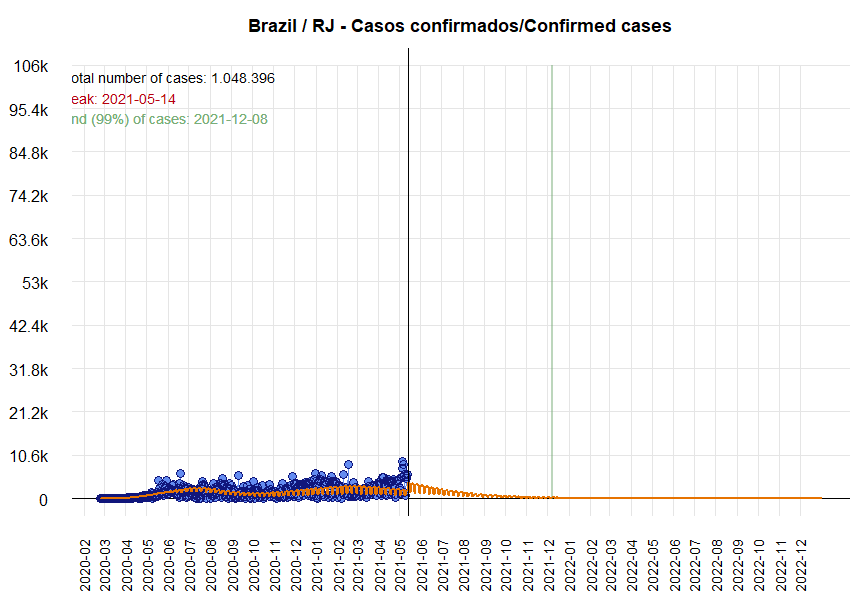 Brazil / RJ - Casos confirmados/Confirmed cases
106k
otal number of cases: 1.048.396
eak: 2021-05-14
95.4k
nd (99%) of cases: 2021-12-08
84.8k
74.2k
63.6k
53k
42.4k
31.8k
21.2k
10.6k
0
2020-02
2020-03
2020-04
2020-05
2020-06
2020-07
2020-08
2020-09
2020-10
2020-11
2020-12
2021-01
2021-02
2021-03
2021-04
2021-05
2021-06
2021-07
2021-08
2021-09
2021-10
2021-11
2021-12
2022-01
2022-02
2022-03
2022-04
2022-05
2022-06
2022-07
2022-08
2022-09
2022-10
2022-11
2022-12